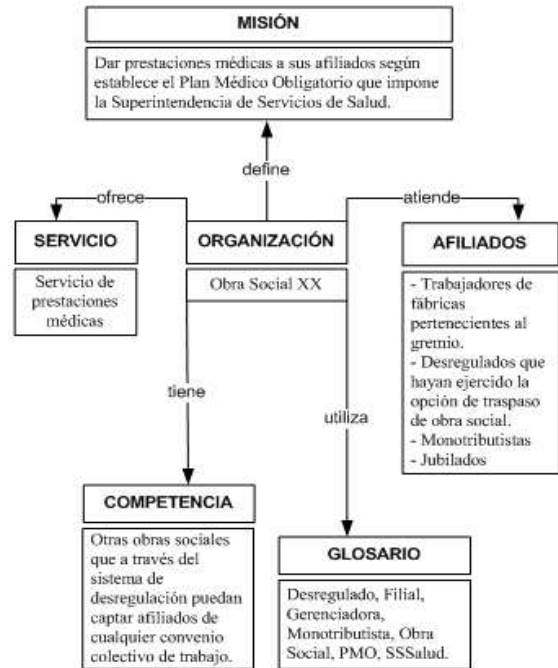 MISIÓN
Dar prestaciones médicas a sus afiliados según
establece el Plan Médico Obligatorio que impone
la Superintendencia de Servicios de Salud.
define
ofrece
atiende
SERVICIO
Servicio de
prestaciones
médicas
ORGANIZACIÓN
Obra Social XX
AFILIADOS
- Trabajadores de
fábricas
pertenecientes al
gremio.
- Desregulados que
hayan ejercido la
opción de traspaso
de obra social.
- Monotributistas
- Jubilados
tiene
utiliza
COMPETENCIA
Otras obras sociales
que a través del
sistema de
desregulación puedan
captar afiliados de
cualquier convenio
colectivo de trabajo.
GLOSARIO
Desregulado, Filial,
Gerenciadora,
Monotributista, Obra
Social, PMO, SSSalud.